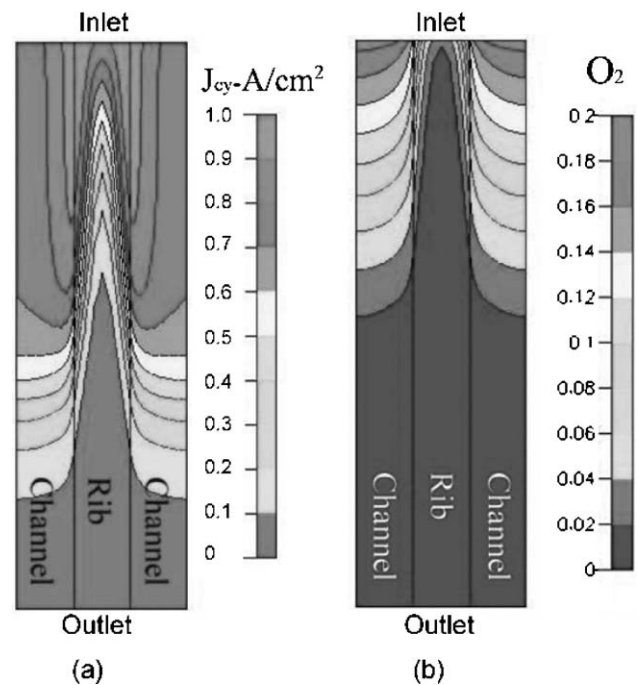 Inlet
J_cy-A/cm²
1.0
0.9
0.8
0.7
0.6
0.5
0.4
0.3
0.2
0.1
0
Channel
Rib
Channel
Outlet
(a)
Inlet
O₂
0.2
0.18
0.16
0.14
0.12
0.1
0.08
0.06
0.04
0.02
0
Channel
Rib
Channel
Outlet
(b)